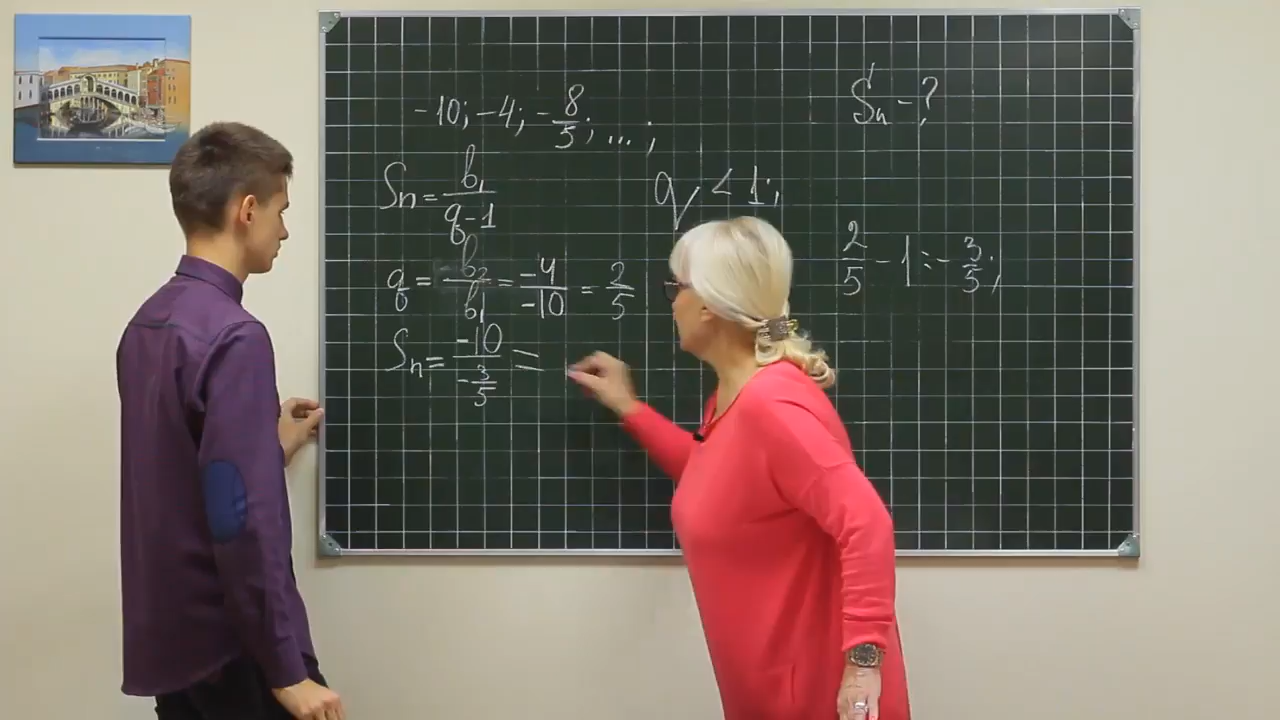 -10; -4; -8/5; ...;
Sn - ?
Sn = b1/(q-1)
q < 1;
q = b2/b1 = -4/-10 = 2/5
2/5 - 1 = -3/5;
Sn = -10/(-3/5) =